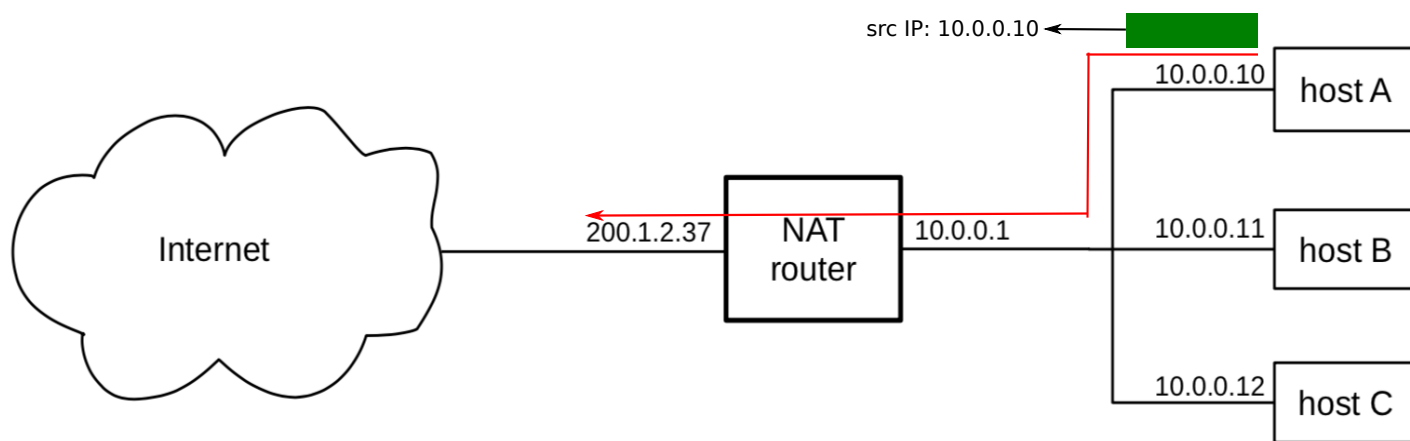 src IP: 10.0.0.10
10.0.0.10
host A
Internet
200.1.2.37
NAT
router
10.0.0.1
10.0.0.11
host B
10.0.0.12
host C